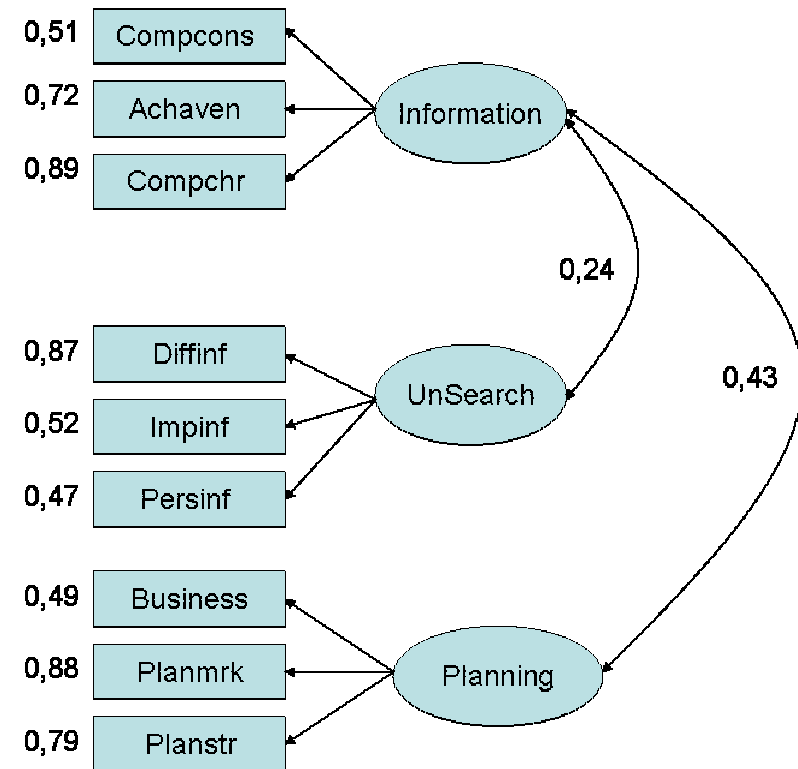 0,51 Compcons
0,72 Achaven
0,89 Compchr
Information
0,24
0,87 Diffinf
0,52 Impinf
0,47 Persinf
UnSearch
0,43
0,49 Business
0,88 Planmrk
0,79 Planstr
Planning